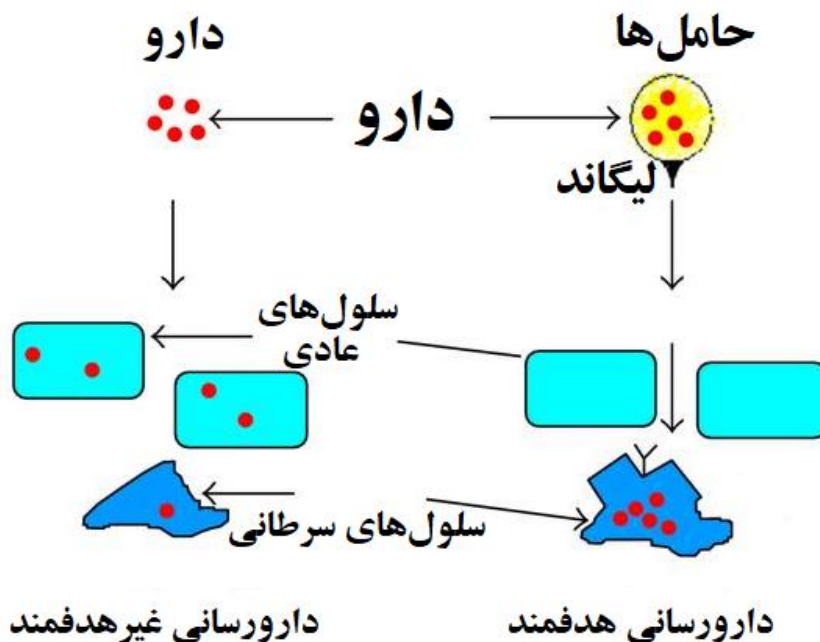 دارو
حامل‌ها
دارو
لیگاند
سلول‌های
عادی
سلول‌های سرطانی
دارورسانی غیرهدفمند
دارورسانی هدفمند